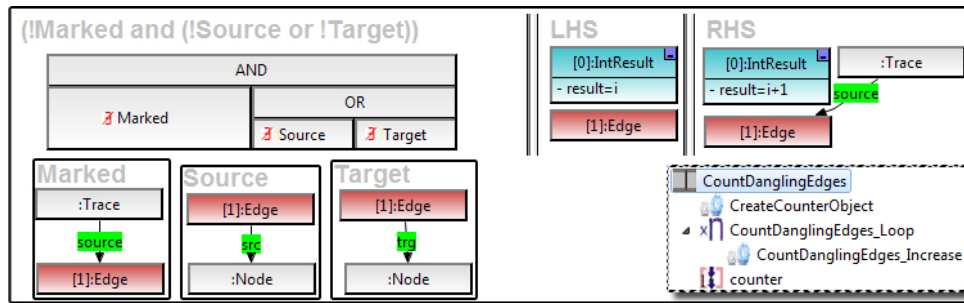 (!Marked and (!Source or !Target))
AND
∄ Marked
OR
∄ Source
∄ Target
Marked
:Trace
source
[1]:Edge
Source
[1]:Edge
src
:Node
Target
[1]:Edge
trg
:Node
LHS
[0]:IntResult
- result=i
[1]:Edge
RHS
[0]:IntResult
- result=i+1
:Trace
source
[1]:Edge
CountDanglingEdges
CreateCounterObject
CountDanglingEdges_Loop
CountDanglingEdges_Increase
counter